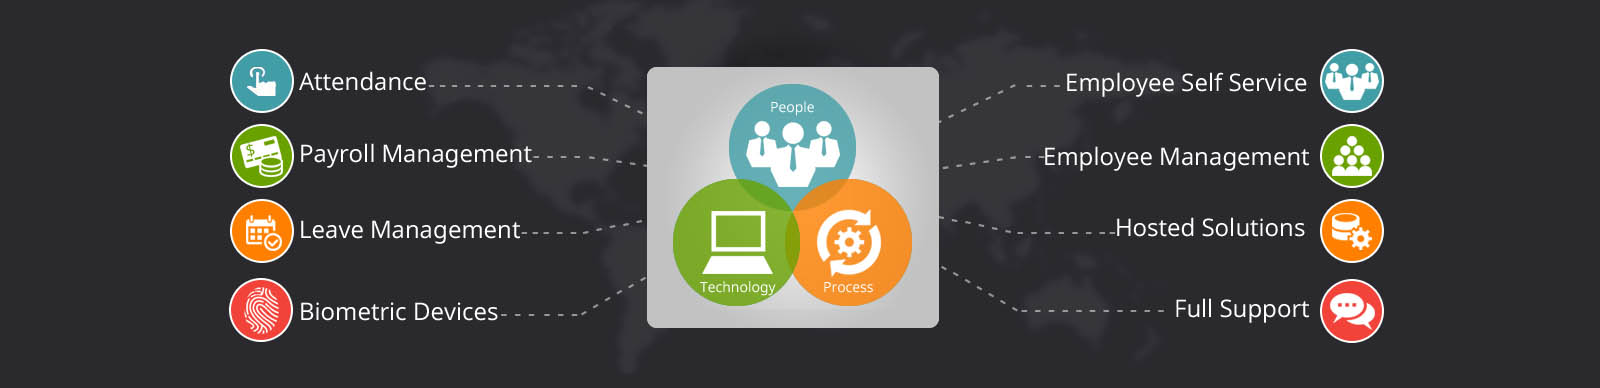 Attendance
Payroll Management
Leave Management
Biometric Devices
People
Technology
Process
Employee Self Service
Employee Management
Hosted Solutions
Full Support